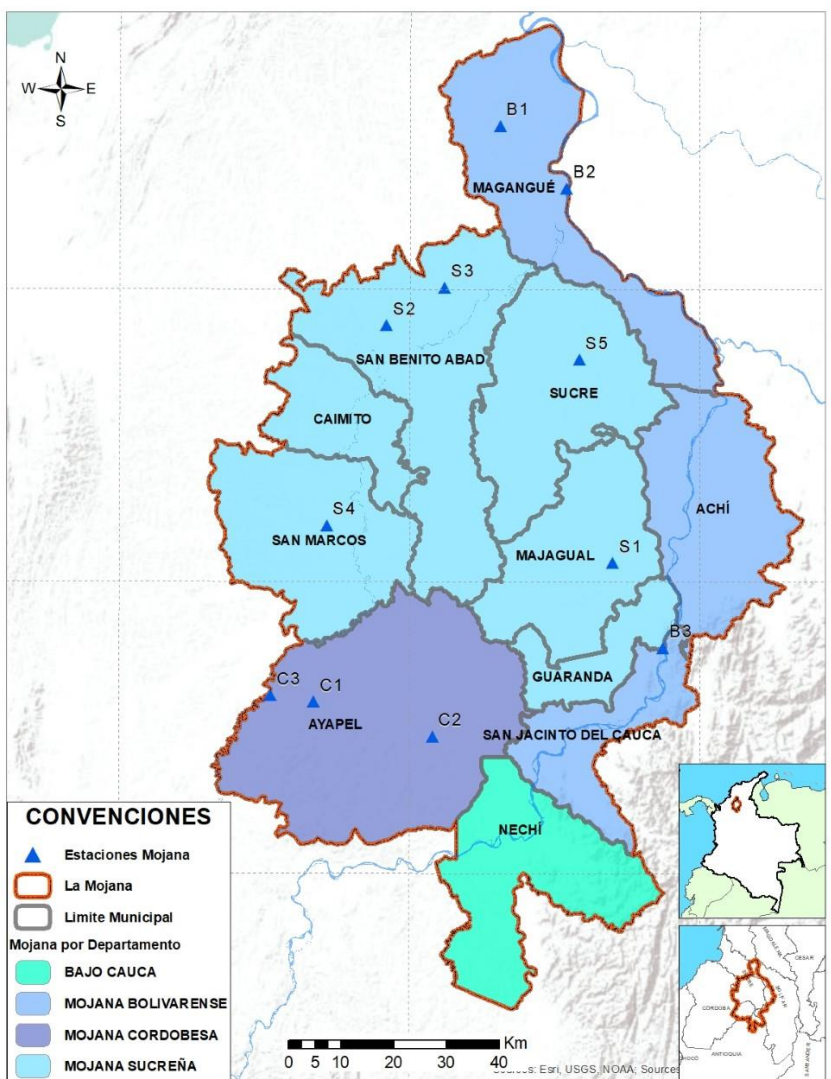 N
W E
S
B1
MAGANGUÉ
B2
S3
S2
SAN BENITO ABAD
S5
SUCRE
CAIMITO
ACHÍ
S4
SAN MARCOS
MAJAGUAL
S1
B3
GUARANDA
C3
C1
AYAPEL
C2
SAN JACINTO DEL CAUCA
NECHÍ
CONVENCIONES
Estaciones Mojana
La Mojana
Limite Municipal
Mojana por Departamento
BAJO CAUCA
MOJANA BOLIVARENSE
MOJANA CORDOBESA
MOJANA SUCREÑA
Km
0 5 10 20 30 40
Esri, USGS, NOAA; Sources
CESAR
CÓRDOBA
ANTIOQUIA